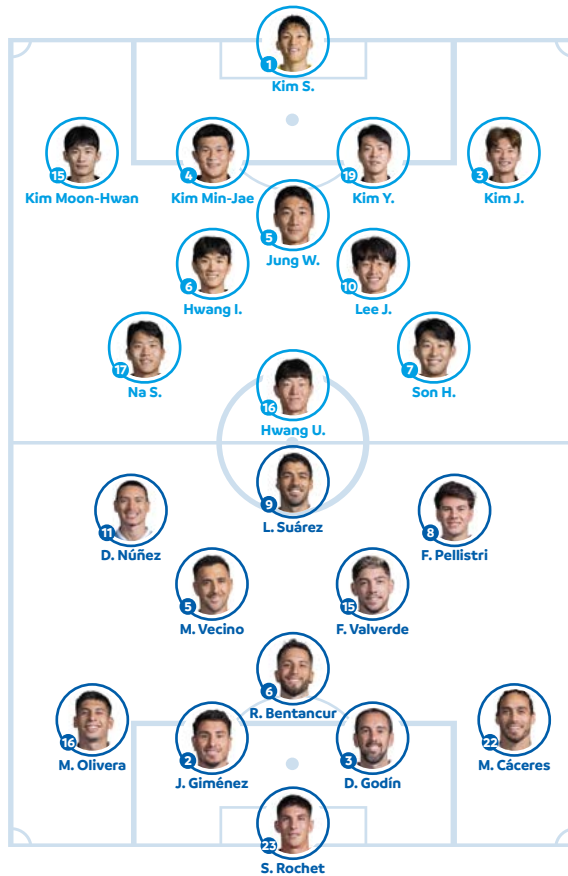 1
Kim S.
15
Kim Moon-Hwan
4
Kim Min-Jae
19
Kim Y.
3
Kim J.
5
Jung W.
6
Hwang I.
10
Lee J.
17
Na S.
7
Son H.
16
Hwang U.
9
L. Suárez
11
D. Núñez
8
F. Pellistri
5
M. Vecino
15
F. Valverde
6
R. Bentancur
16
M. Olivera
2
J. Giménez
3
D. Godín
22
M. Cáceres
23
S. Rochet